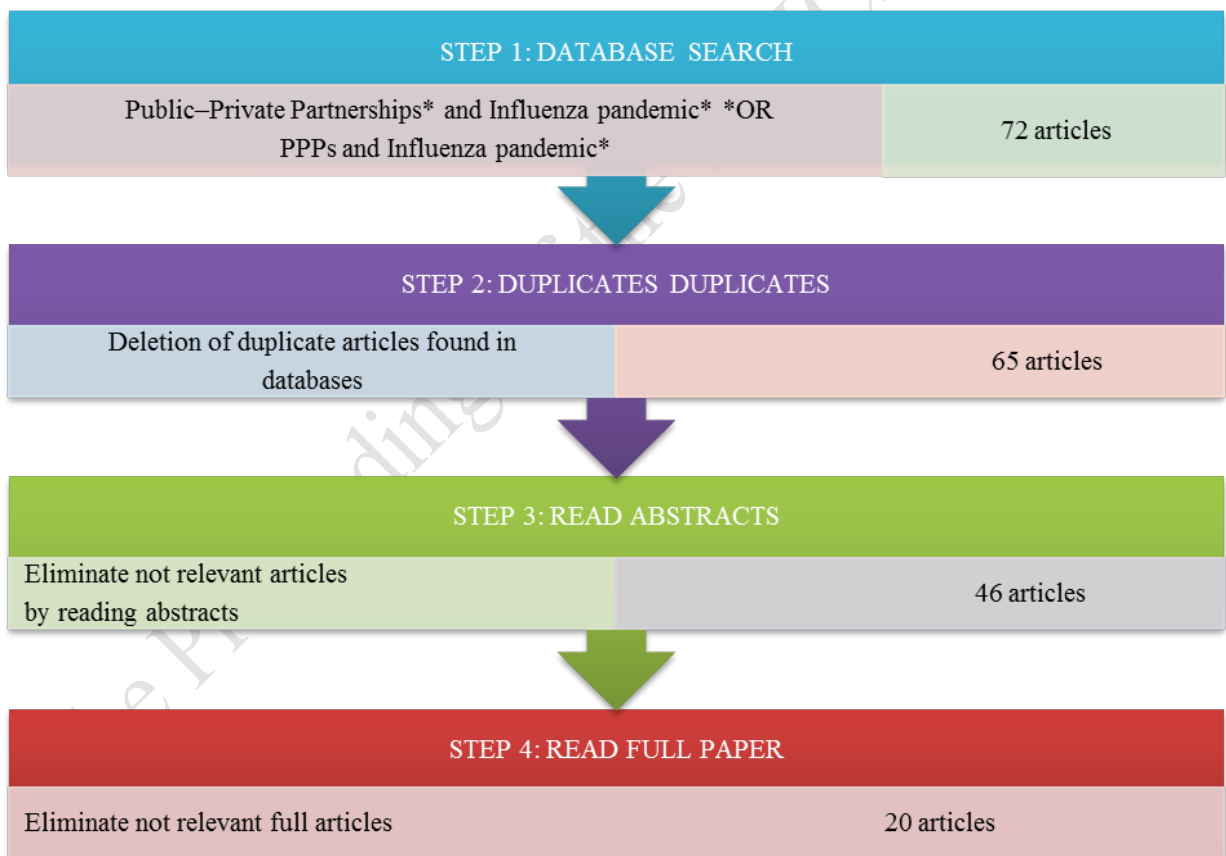 STEP 1: DATABASE SEARCH
Public–Private Partnerships* and Influenza pandemic* *OR
PPPs and Influenza pandemic*
72 articles
STEP 2: DUPLICATES DUPLICATES
Deletion of duplicate articles found in
databases
65 articles
STEP 3: READ ABSTRACTS
Eliminate not relevant articles
by reading abstracts
46 articles
STEP 4: READ FULL PAPER
Eliminate not relevant full articles
20 articles